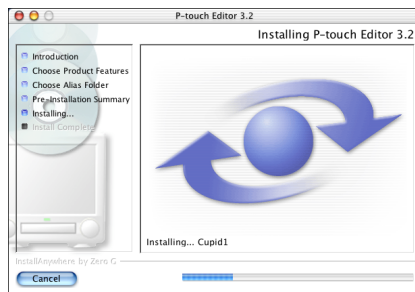 P-touch Editor 3.2
Installing P-touch Editor 3.2
Introduction
Choose Product Features
Choose Alias Folder
Pre-Installation Summary
Installing...
Install Complete
Installing... Cupid1
InstallAnywhere by Zero G
Cancel